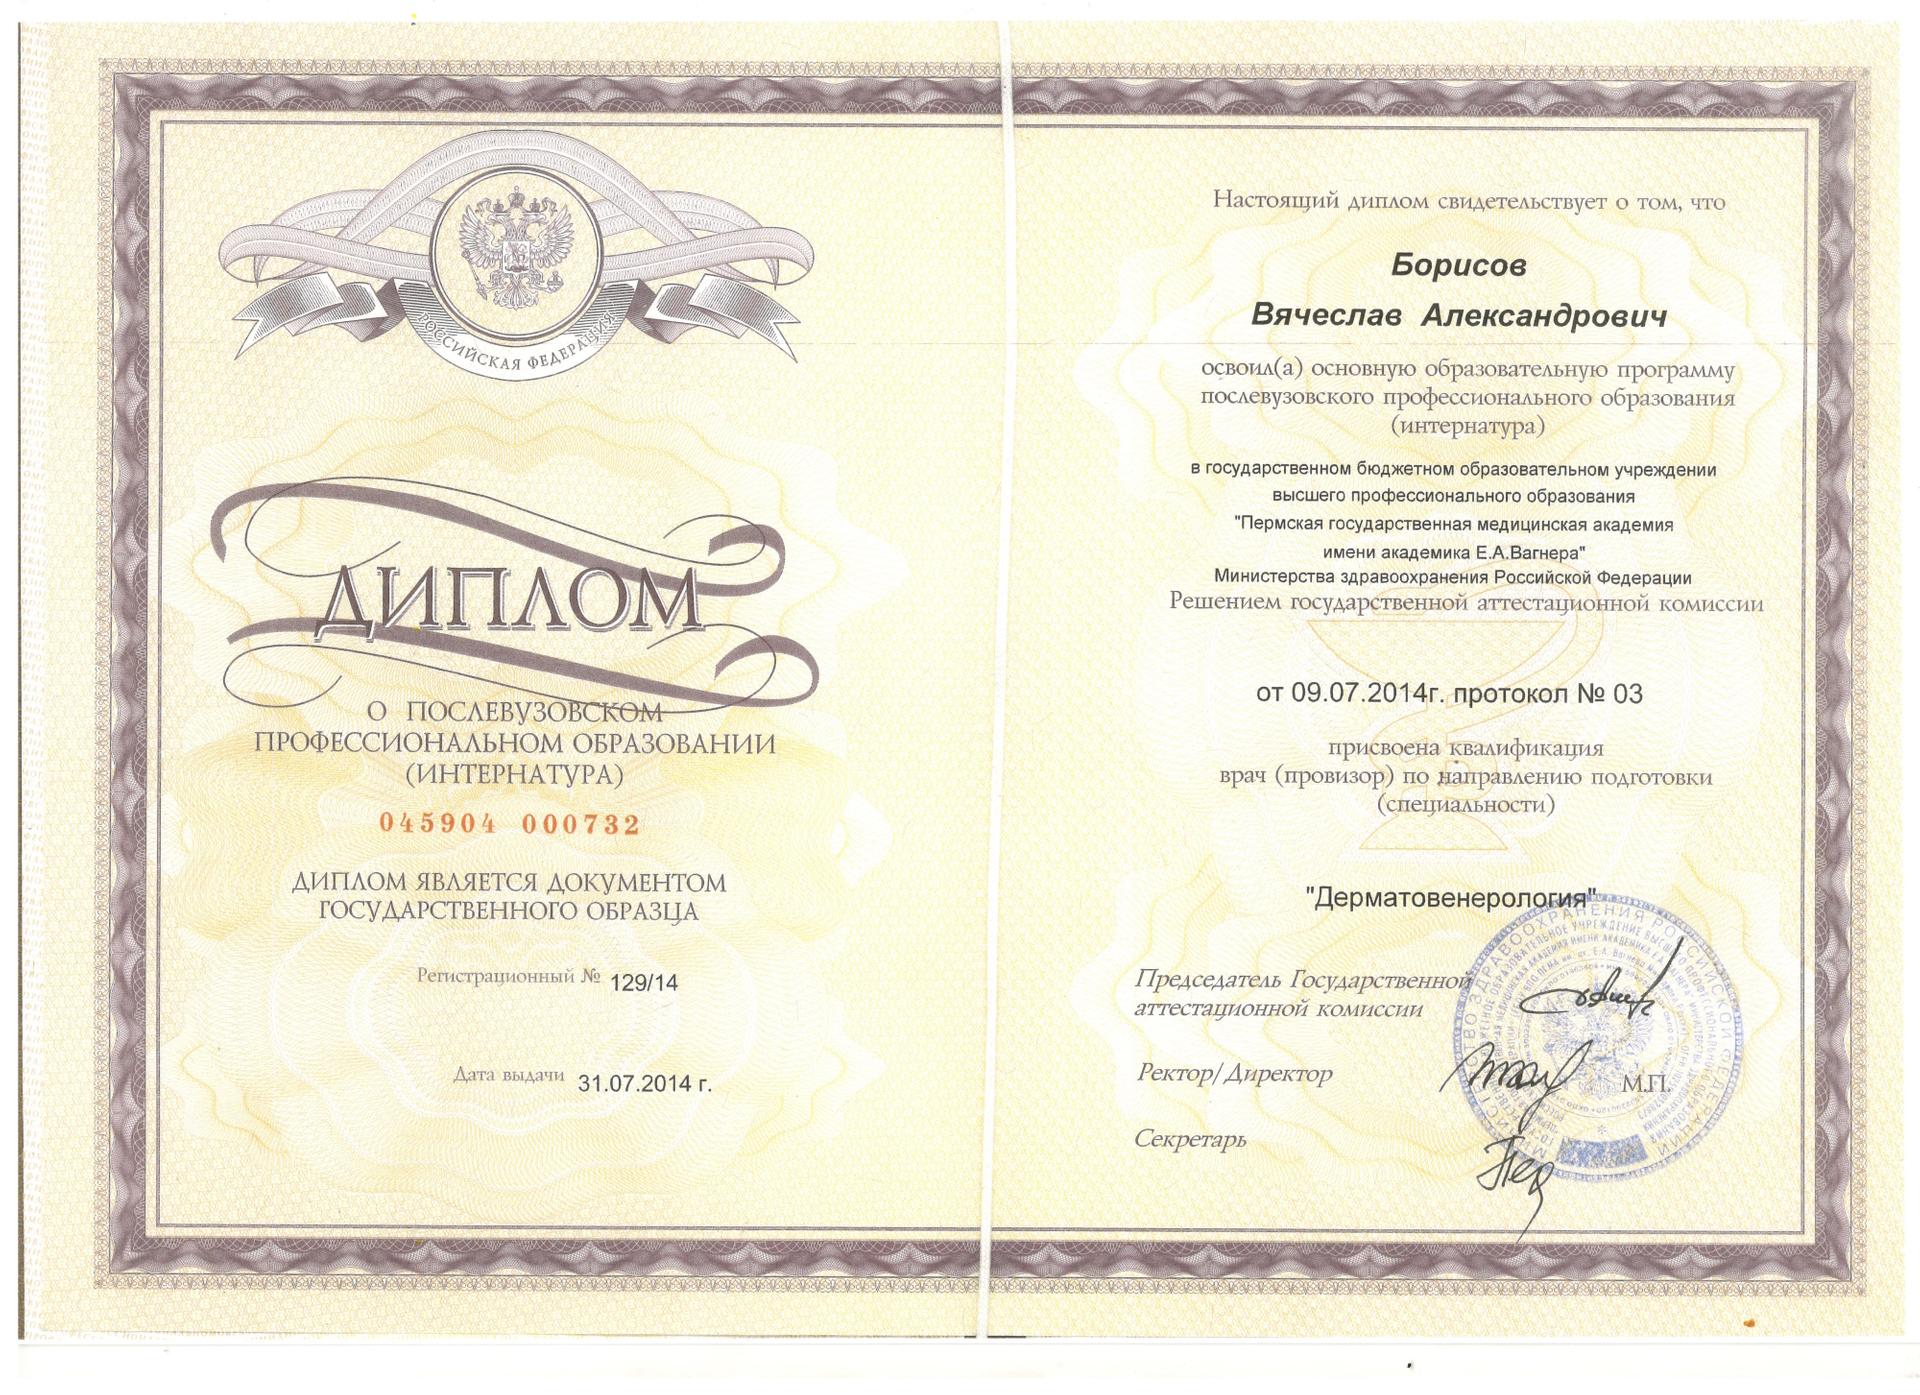 РОССИЙСКАЯ ФЕДЕРАЦИЯ
ДИПЛОМ
О ПОСЛЕВУЗОВСКОМ
ПРОФЕССИОНАЛЬНОМ ОБРАЗОВАНИИ
(ИНТЕРНАТУРА)
045904 000732
ДИПЛОМ ЯВЛЯЕТСЯ ДОКУМЕНТОМ
ГОСУДАРСТВЕННОГО ОБРАЗЦА
Регистрационный № 129/14
Дата выдачи 31.07.2014 г.
Настоящий диплом свидетельствует о том, что
Борисов
Вячеслав Александрович
освоил(а) основную образовательную программу
послевузовского профессионального образования
(интернатура)
в государственном бюджетном образовательном учреждении
высшего профессионального образования
"Пермская государственная медицинская академия
имени академика Е.А.Вагнера"
Министерства здравоохранения Российской Федерации
Решением государственной аттестационной комиссии
от 09.07.2014г. протокол № 03
присвоена квалификация
врач (провизор) по направлению подготовки
(специальности)
"Дерматовенерология"
Председатель Государственной
аттестационной комиссии
Ректор/Директор
М.П.
Секретарь